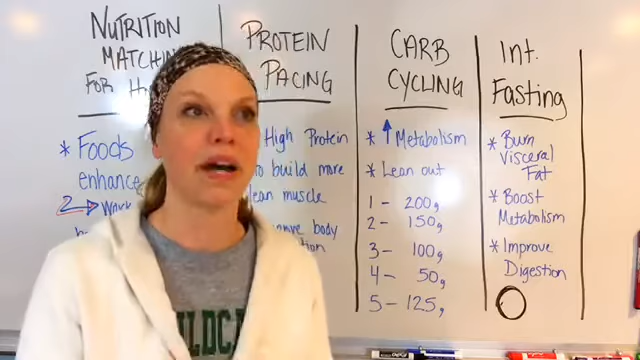 NUTRITION
MATCHIN
FOR H
* Foods
enhance
2 → Work
PROTEIN
PACING
High Protein
to build more
lean muscle
body
CARB
CYCLING
* ↑ Metabolism
* Lean out
1 - 200g
2 - 150g
3 - 100g
4 - 50g
5 - 125g
Int.
Fasting
* Burn
Visceral
Fat
* Boost
Metabolism
* Improve
Digestion
ILDCA